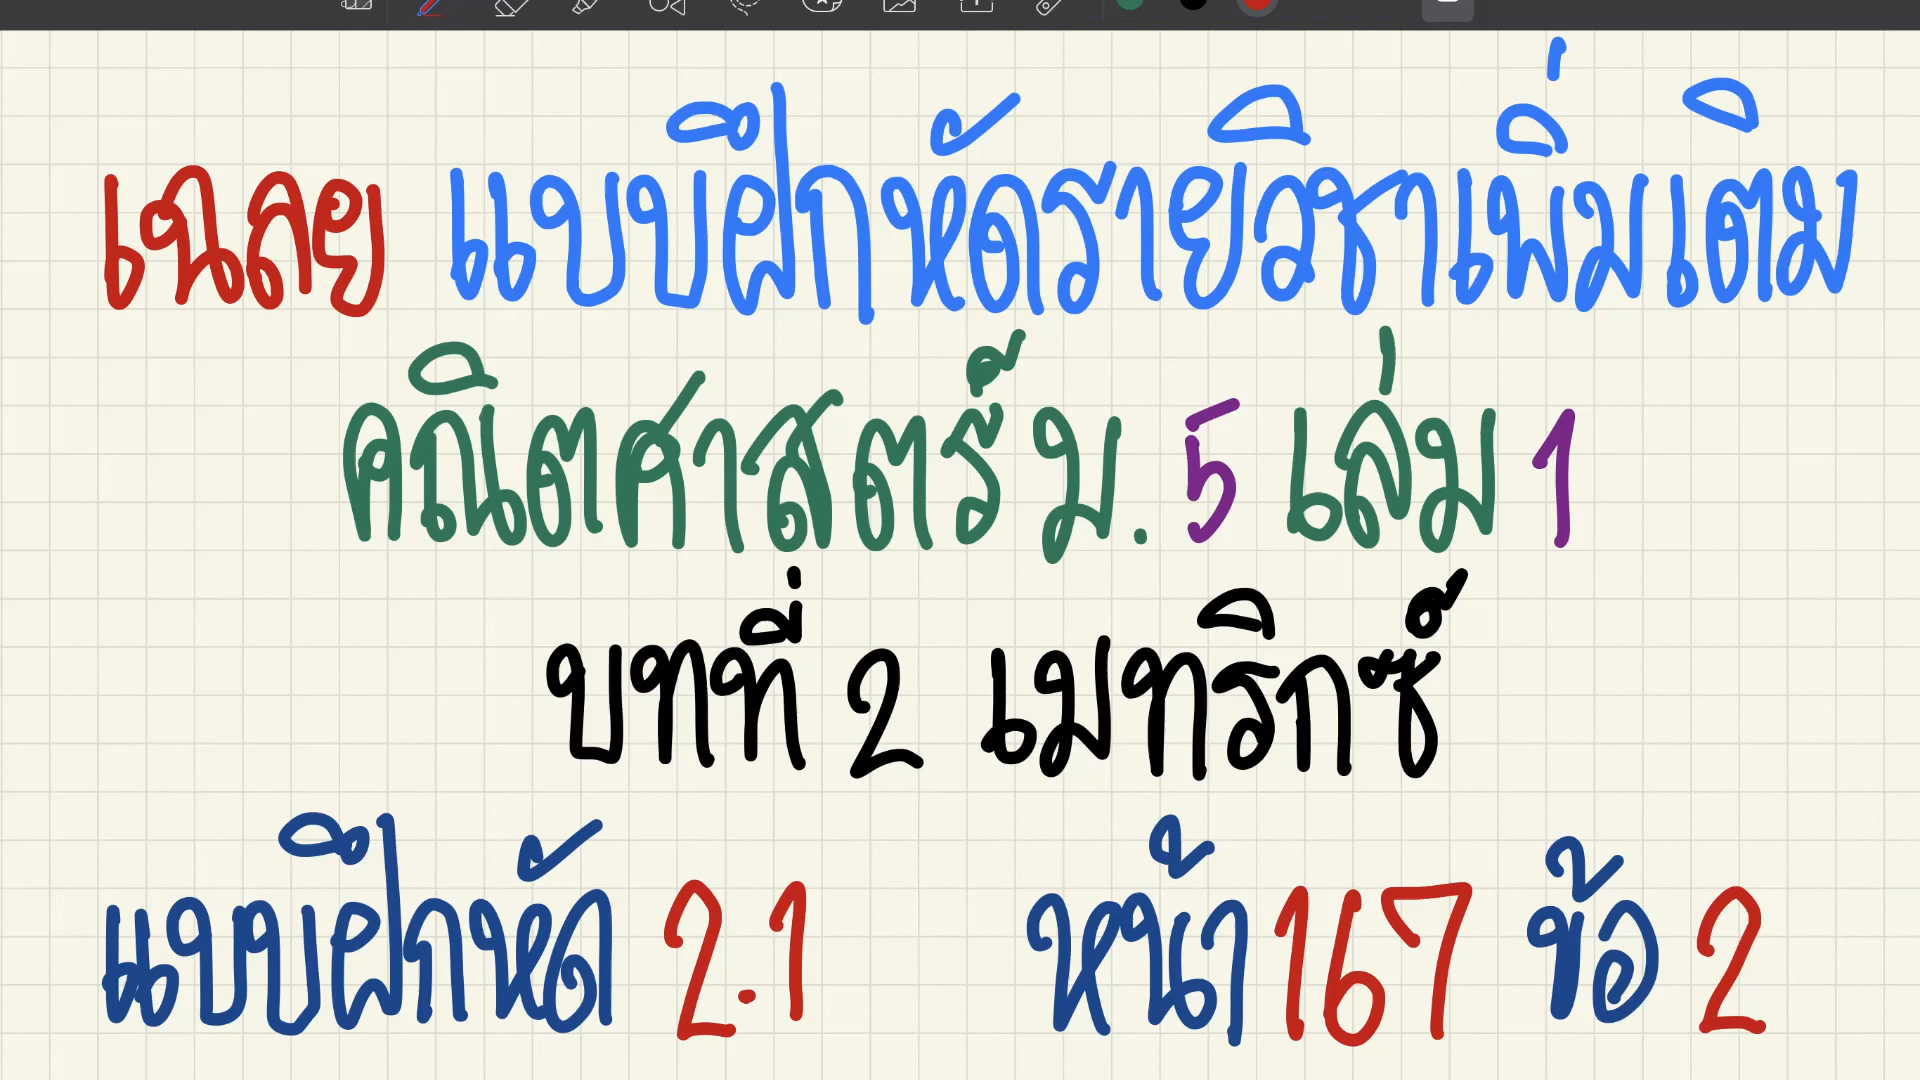 เฉลย แบบฝึกหัดรายวิชาเพิ่มเติม
คณิตศาสตร์ ม. 5 เล่ม 1
บทที่ 2 เมทริกซ์
แบบฝึกหัด 2.1 หน้า 167 ข้อ 2